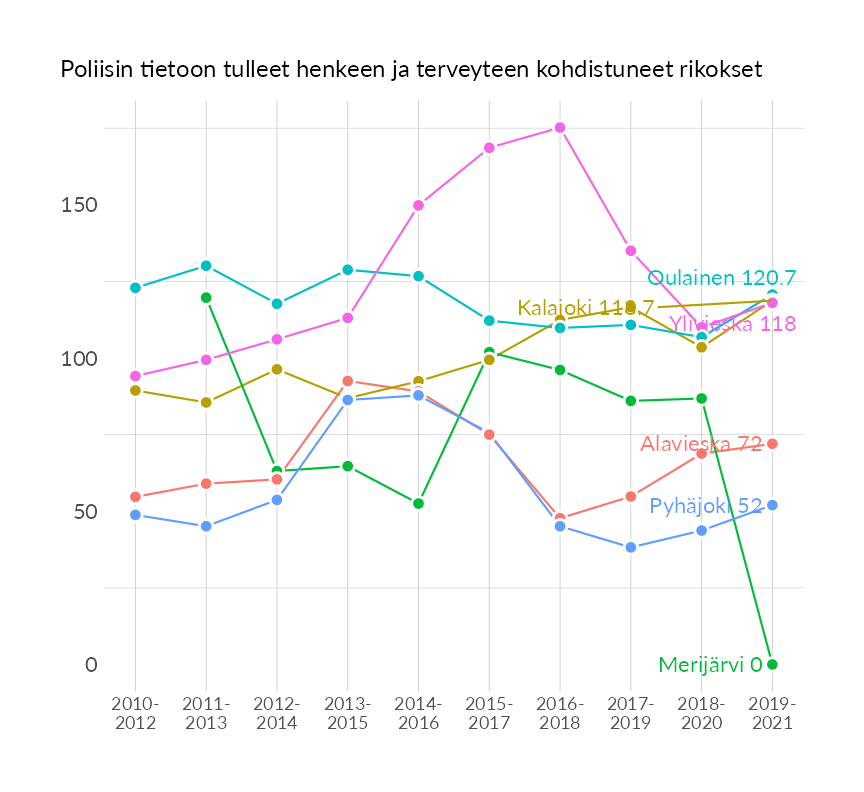 Poliisin tietoon tulleet henkeen ja terveyteen kohdistuneet rikokset
150
100
50
0
Oulainen 120.7
Kalajoki 118.7
Ylivieska 118
Alavieska 72
Pyhäjoki 52
Merijärvi 0
2010- 2011- 2012- 2013- 2014- 2015- 2016- 2017- 2018- 2019-
2012 2013 2014 2015 2016 2017 2018 2019 2020 2021